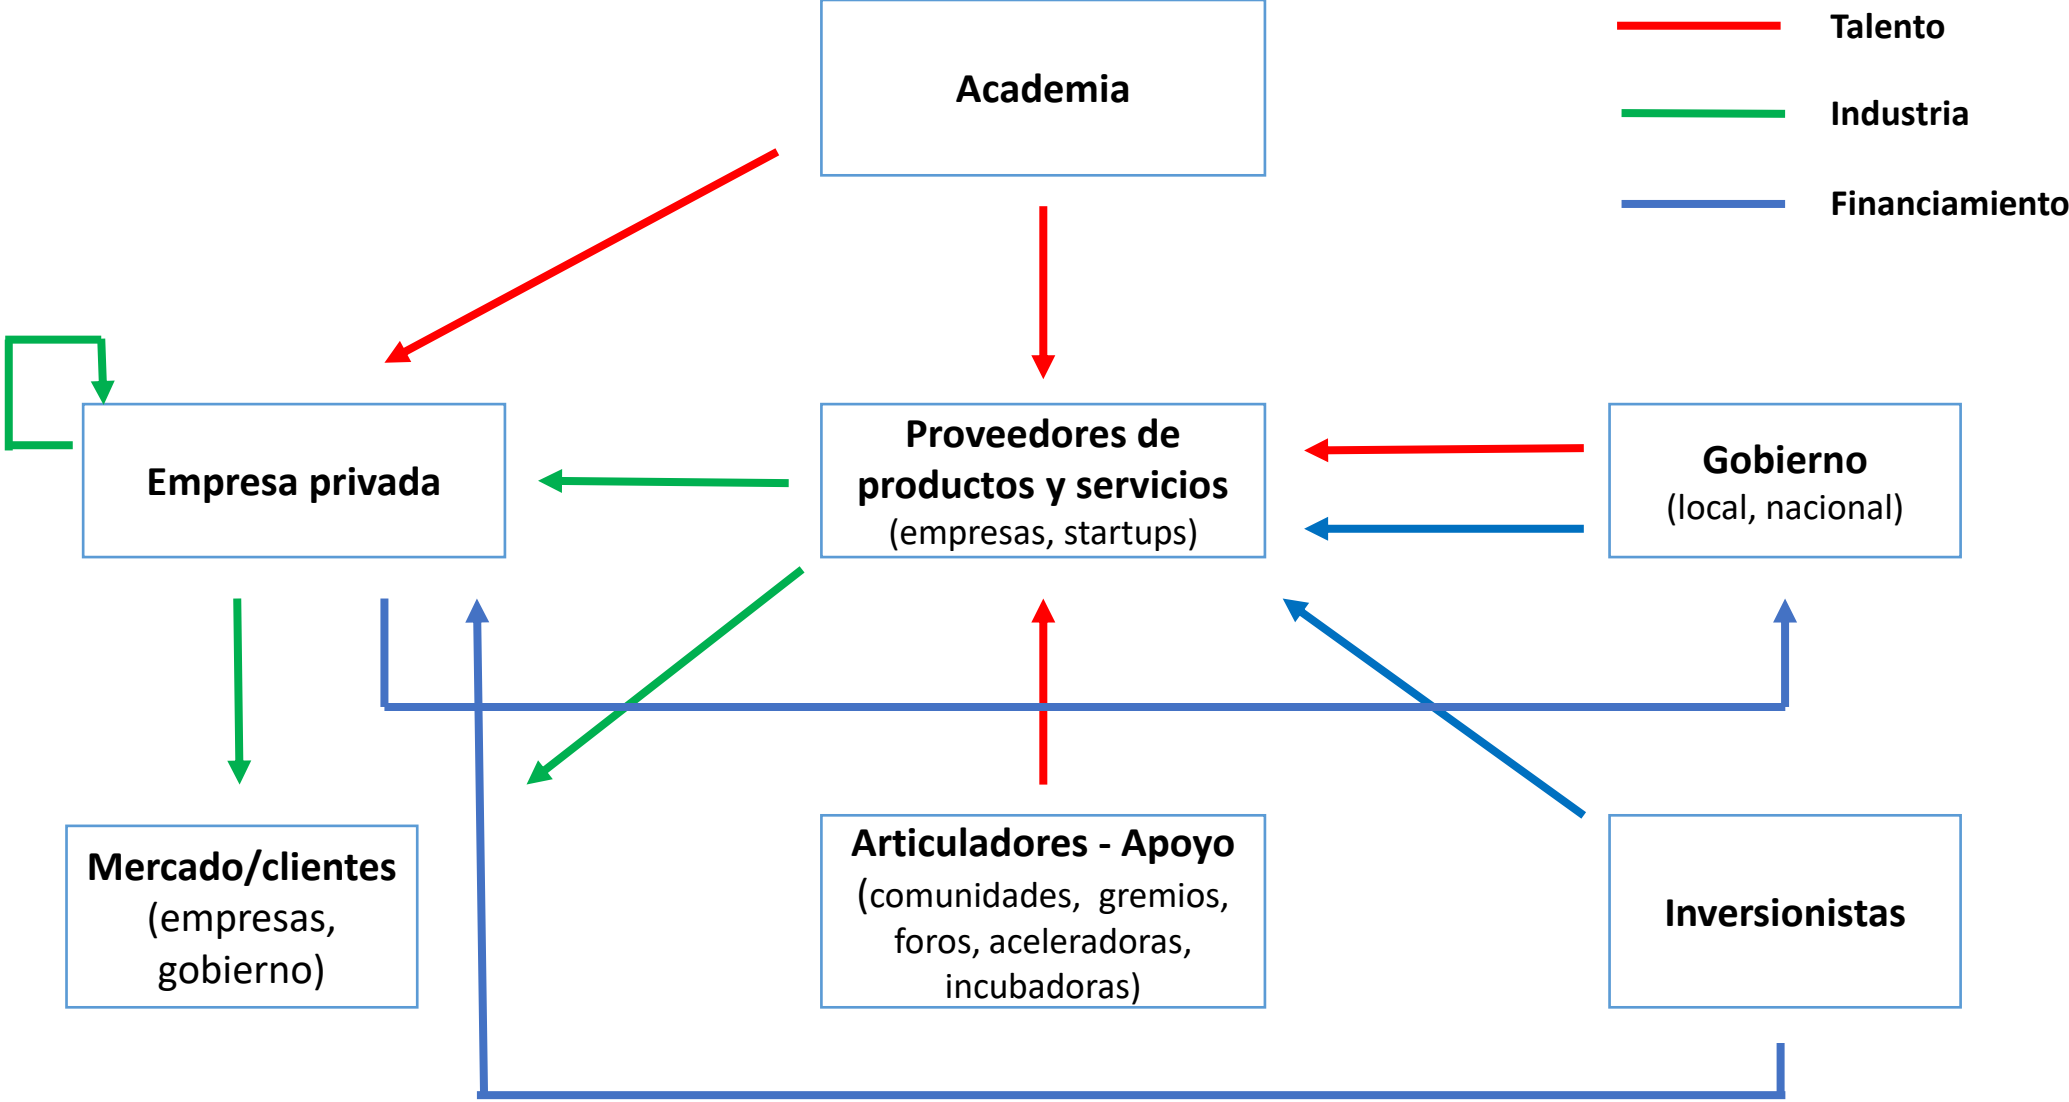 Academia
Talento
Industria
Financiamiento
Empresa privada
Proveedores de
productos y servicios
(empresas, startups)
Gobierno
(local, nacional)
Mercado/clientes
(empresas,
gobierno)
Articuladores - Apoyo
(comunidades, gremios,
foros, aceleradoras,
incubadoras)
Inversionistas